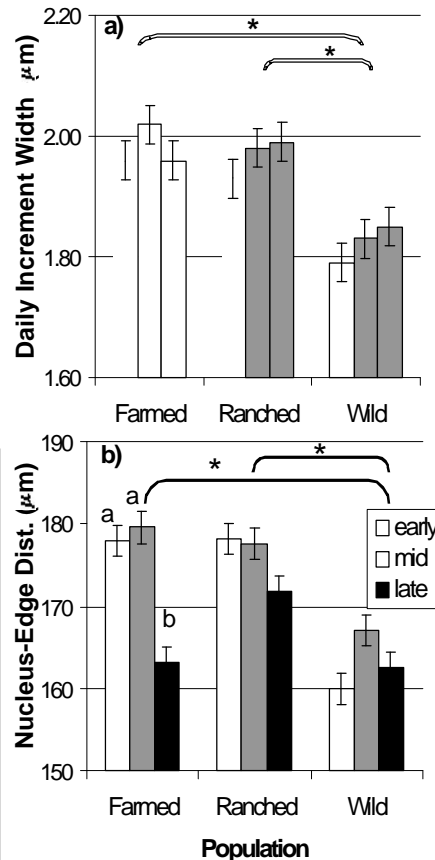 a)
*
*
Daily Increment Width (μm)
2.20
2.00
1.80
1.60
Farmed Ranched Wild
b)
*
*
Nucleus-Edge Dist. (μm)
190
180
170
160
150
a
a
b
early
mid
late
Farmed Ranched Wild
Population